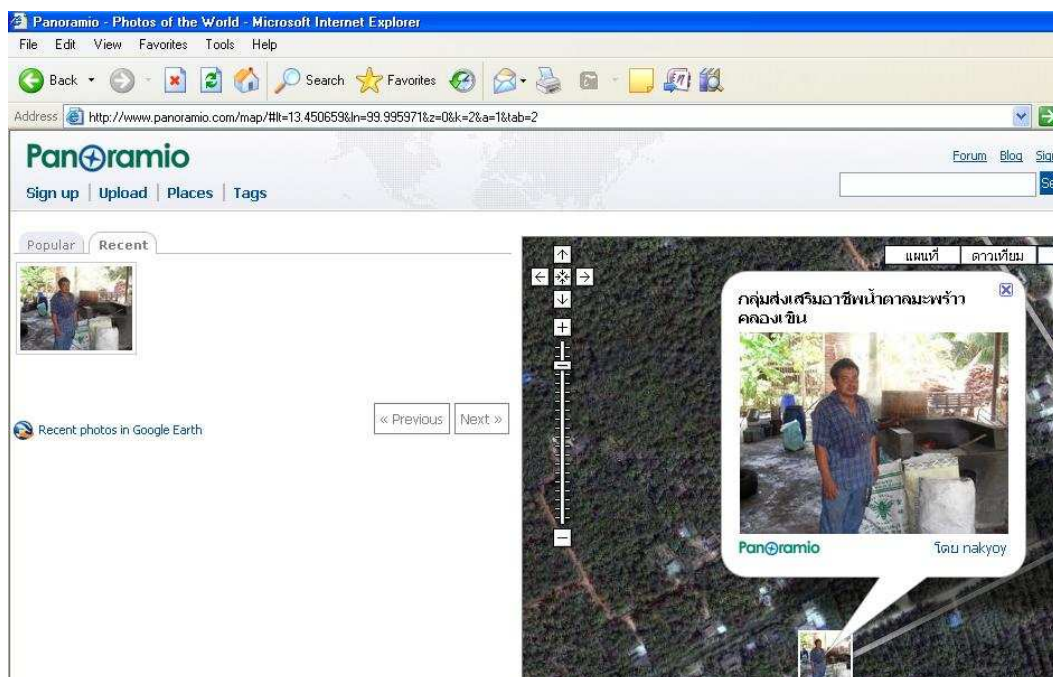 Panoramio - Photos of the World - Microsoft Internet Explorer
File Edit View Favorites Tools Help
Back Search Favorites
Address http://www.panoramio.com/map/#lt=13.450659&ln=99.995971&z=0&k=2&a=1&tab=2
Panoramio
Forum Blog
Sign up | Upload | Places | Tags
Popular Recent
แผนที่ ดาวเทียม
กลุ่มส่งเสริมอาชีพน้ำตาลมะพร้าว
คลองเขิน
« Previous Next »
Recent photos in Google Earth
Panoramio โดย nakyoy